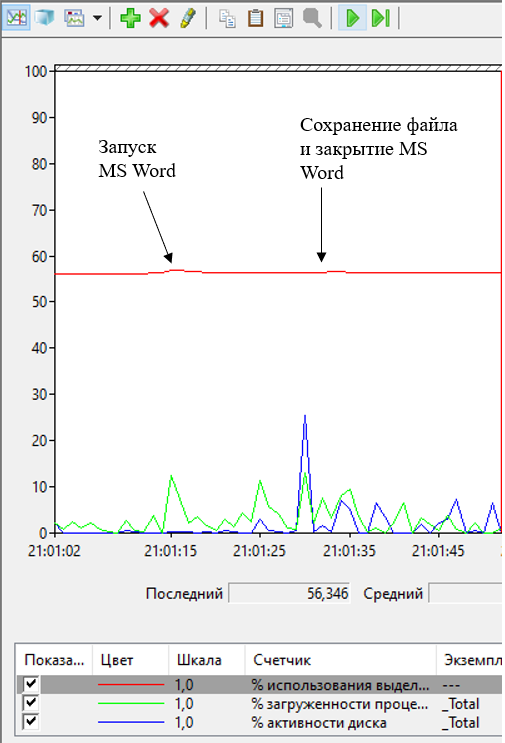 100
90
80
70
60
50
40
30
20
10
0
Запуск
MS Word
Сохранение файла
и закрытие MS
Word
21:01:02 21:01:15 21:01:25 21:01:35 21:01:45
Последний 56,346 Средний
Показа... Цвет Шкала Счетчик Экземпл
1,0 % использования выдел... ---
1,0 % загруженности проце... _Total
1,0 % активности диска _Total